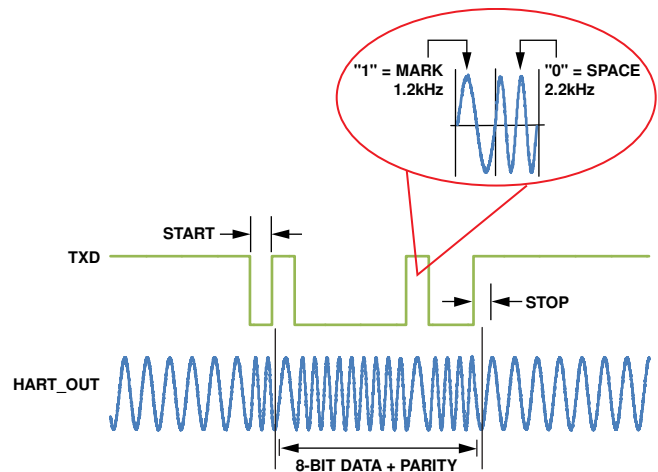 "1" = MARK
1.2kHz
"0" = SPACE
2.2kHz
START
TXD
STOP
HART_OUT
8-BIT DATA + PARITY